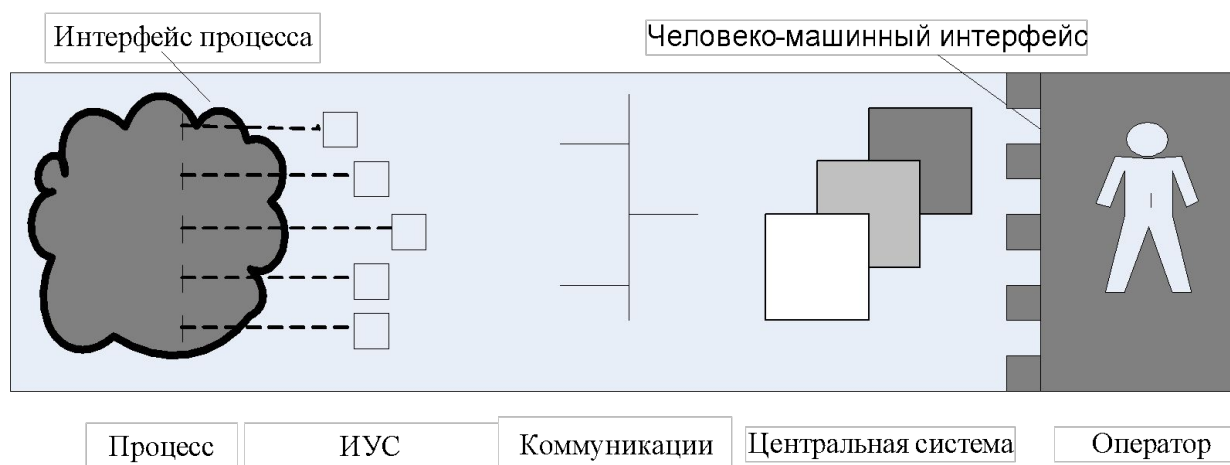 Интерфейс процесса
Человеко-машинный интерфейс
Процесс
ИУС
Коммуникации
Центральная система
Оператор